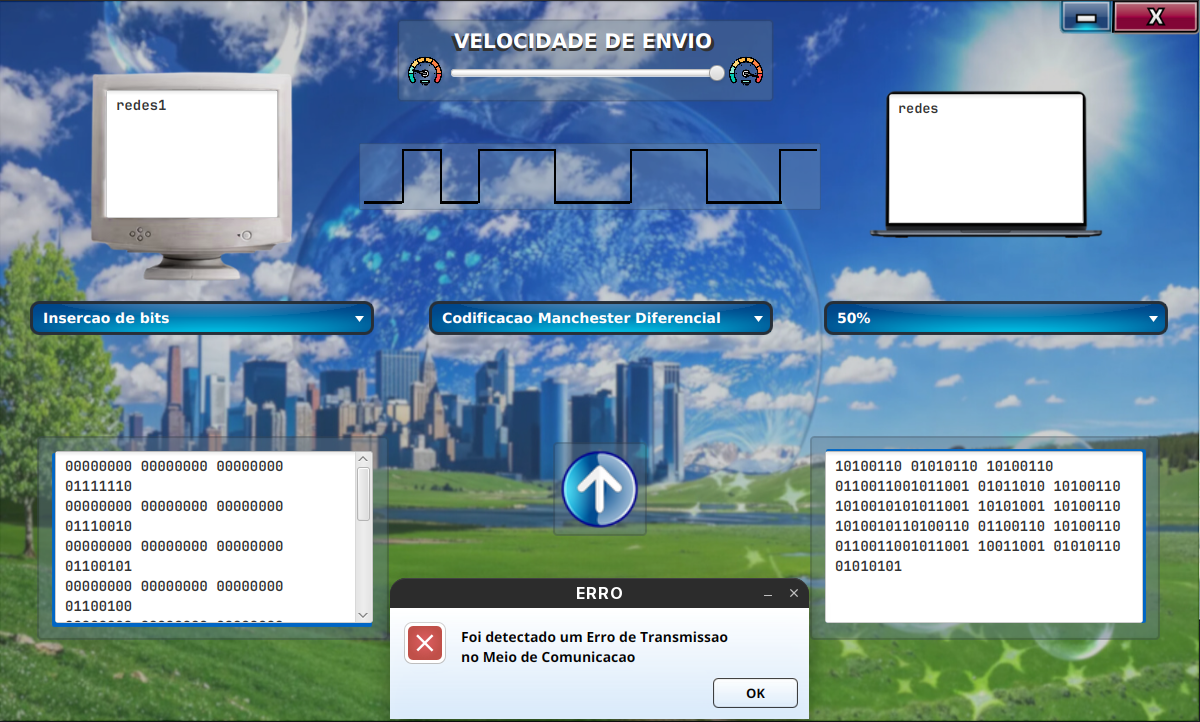 X
VELOCIDADE DE ENVIO
redes1
redes
Insercao de bits
Codificacao Manchester Diferencial
50%
00000000 00000000 00000000
01111110
00000000 00000000 00000000
01110010
00000000 00000000 00000000
01100101
00000000 00000000 00000000
01100100
10100110 01010110 10100110
0110011001011001 01011010 10100110
1010010101011001 10101001 10100110
1010010110100110 01100110 10100110
0110011001011001 10011001 01010110
01010101
ERRO
Foi detectado um Erro de Transmissao
no Meio de Comunicacao
OK